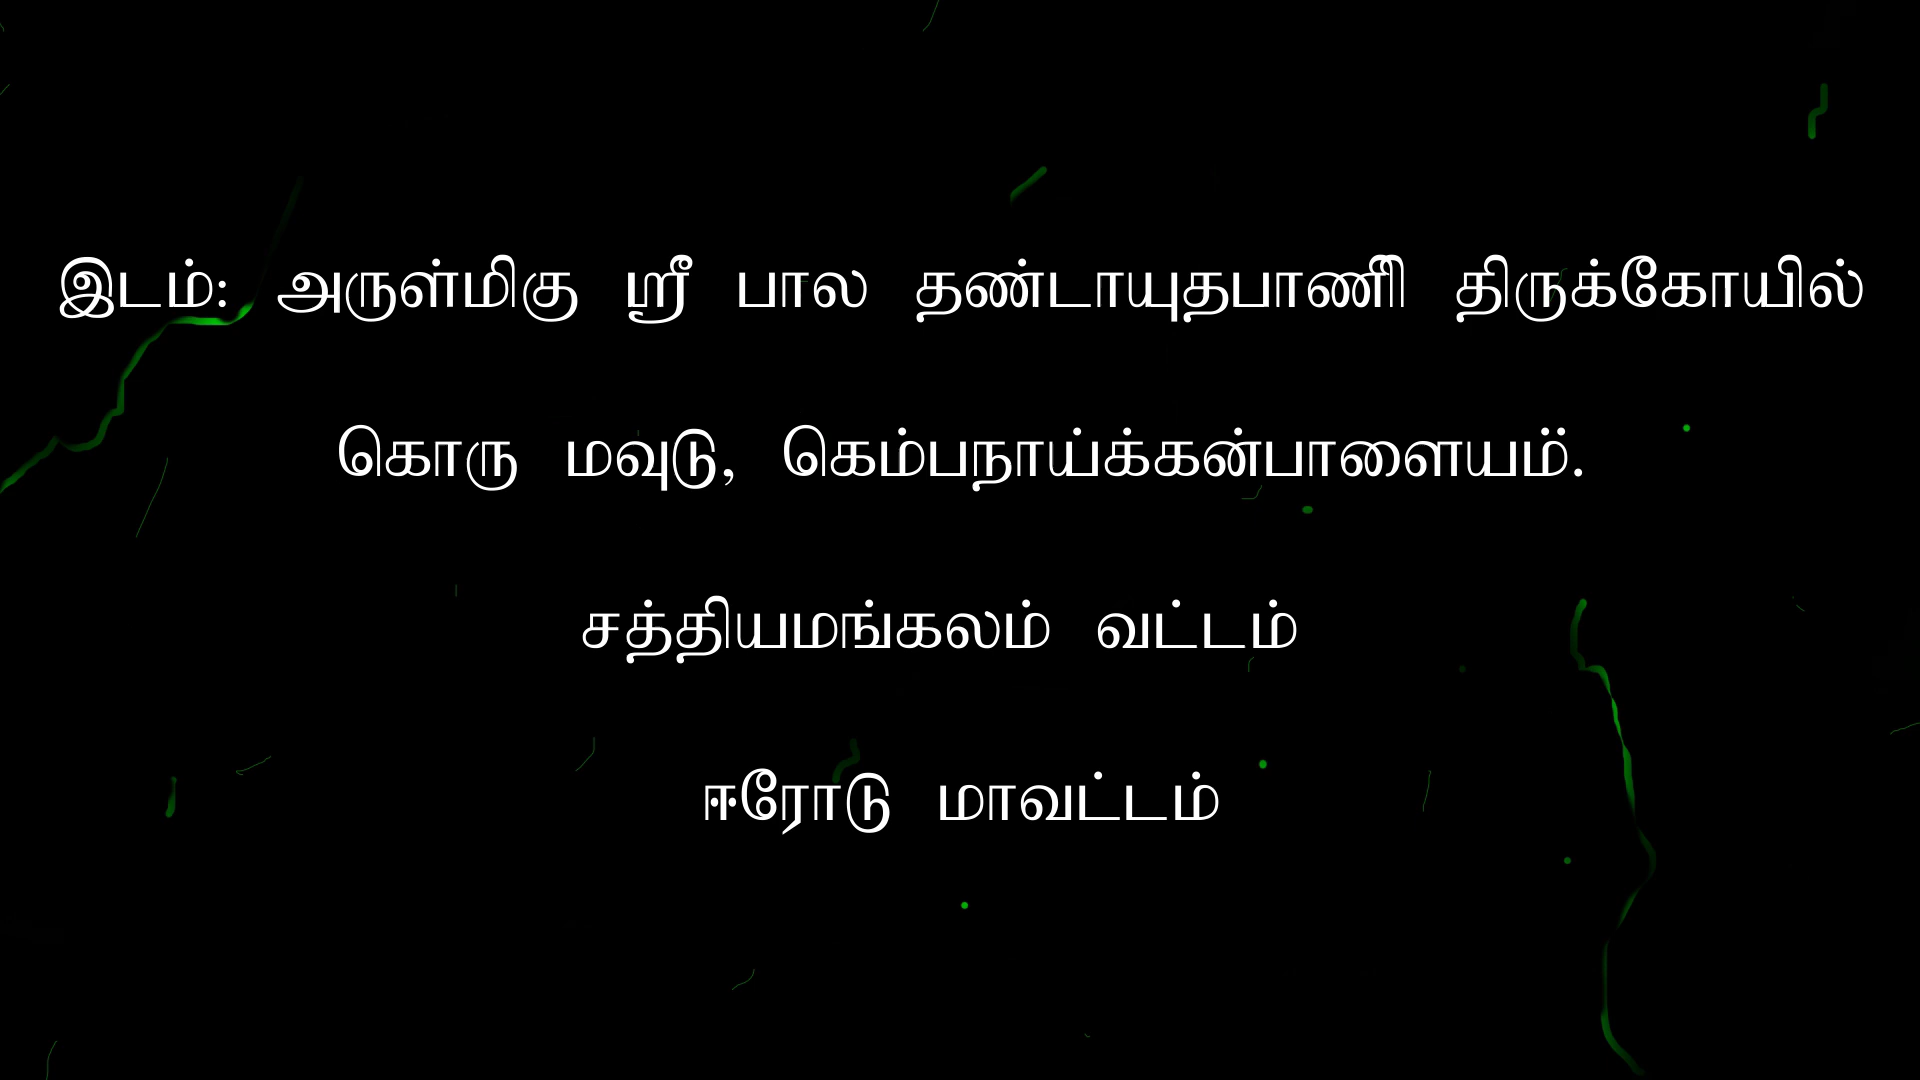 இடம்: அருள்மிகு ஸ்ரீ பால தண்டாயுதபாணிி திருக்கோயில்
கொரு மவுடு, கெம்பநாய்க்கன்பாளையம்.
சத்தியமங்கலம் வட்டம்
ஈரோடு மாவட்டம்